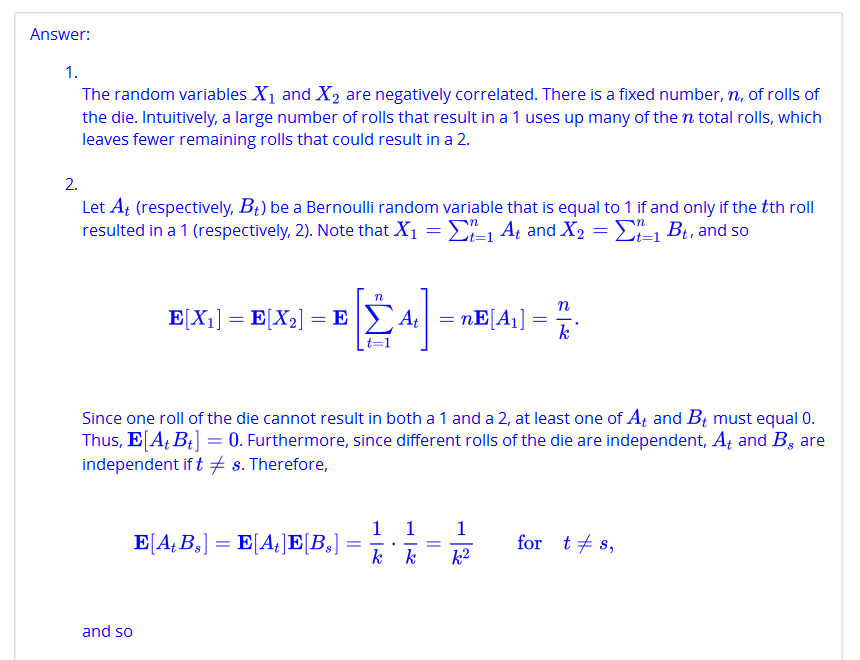 Answer:
1.
The random variables X₁ and X₂ are negatively correlated. There is a fixed number, n, of rolls of
the die. Intuitively, a large number of rolls that result in a 1 uses up many of the n total rolls, which
leaves fewer remaining rolls that could result in a 2.
2.
Let Aₜ (respectively, Bₜ) be a Bernoulli random variable that is equal to 1 if and only if the tth roll
resulted in a 1 (respectively, 2). Note that X₁ = ∑ₜ₌₁ⁿ Aₜ and X₂ = ∑ₜ₌₁ⁿ Bₜ, and so
E[X₁] = E[X₂] = E[∑ₜ₌₁ⁿ Aₜ] = nE[A₁] = n/k.
Since one roll of the die cannot result in both a 1 and a 2, at least one of Aₜ and Bₜ must equal 0.
Thus, E[AₜBₜ] = 0. Furthermore, since different rolls of the die are independent, Aₜ and Bₛ are
independent if t ≠ s. Therefore,
E[AₜBₛ] = E[Aₜ]E[Bₛ] = 1/k · 1/k = 1/k² for t ≠ s,
and so